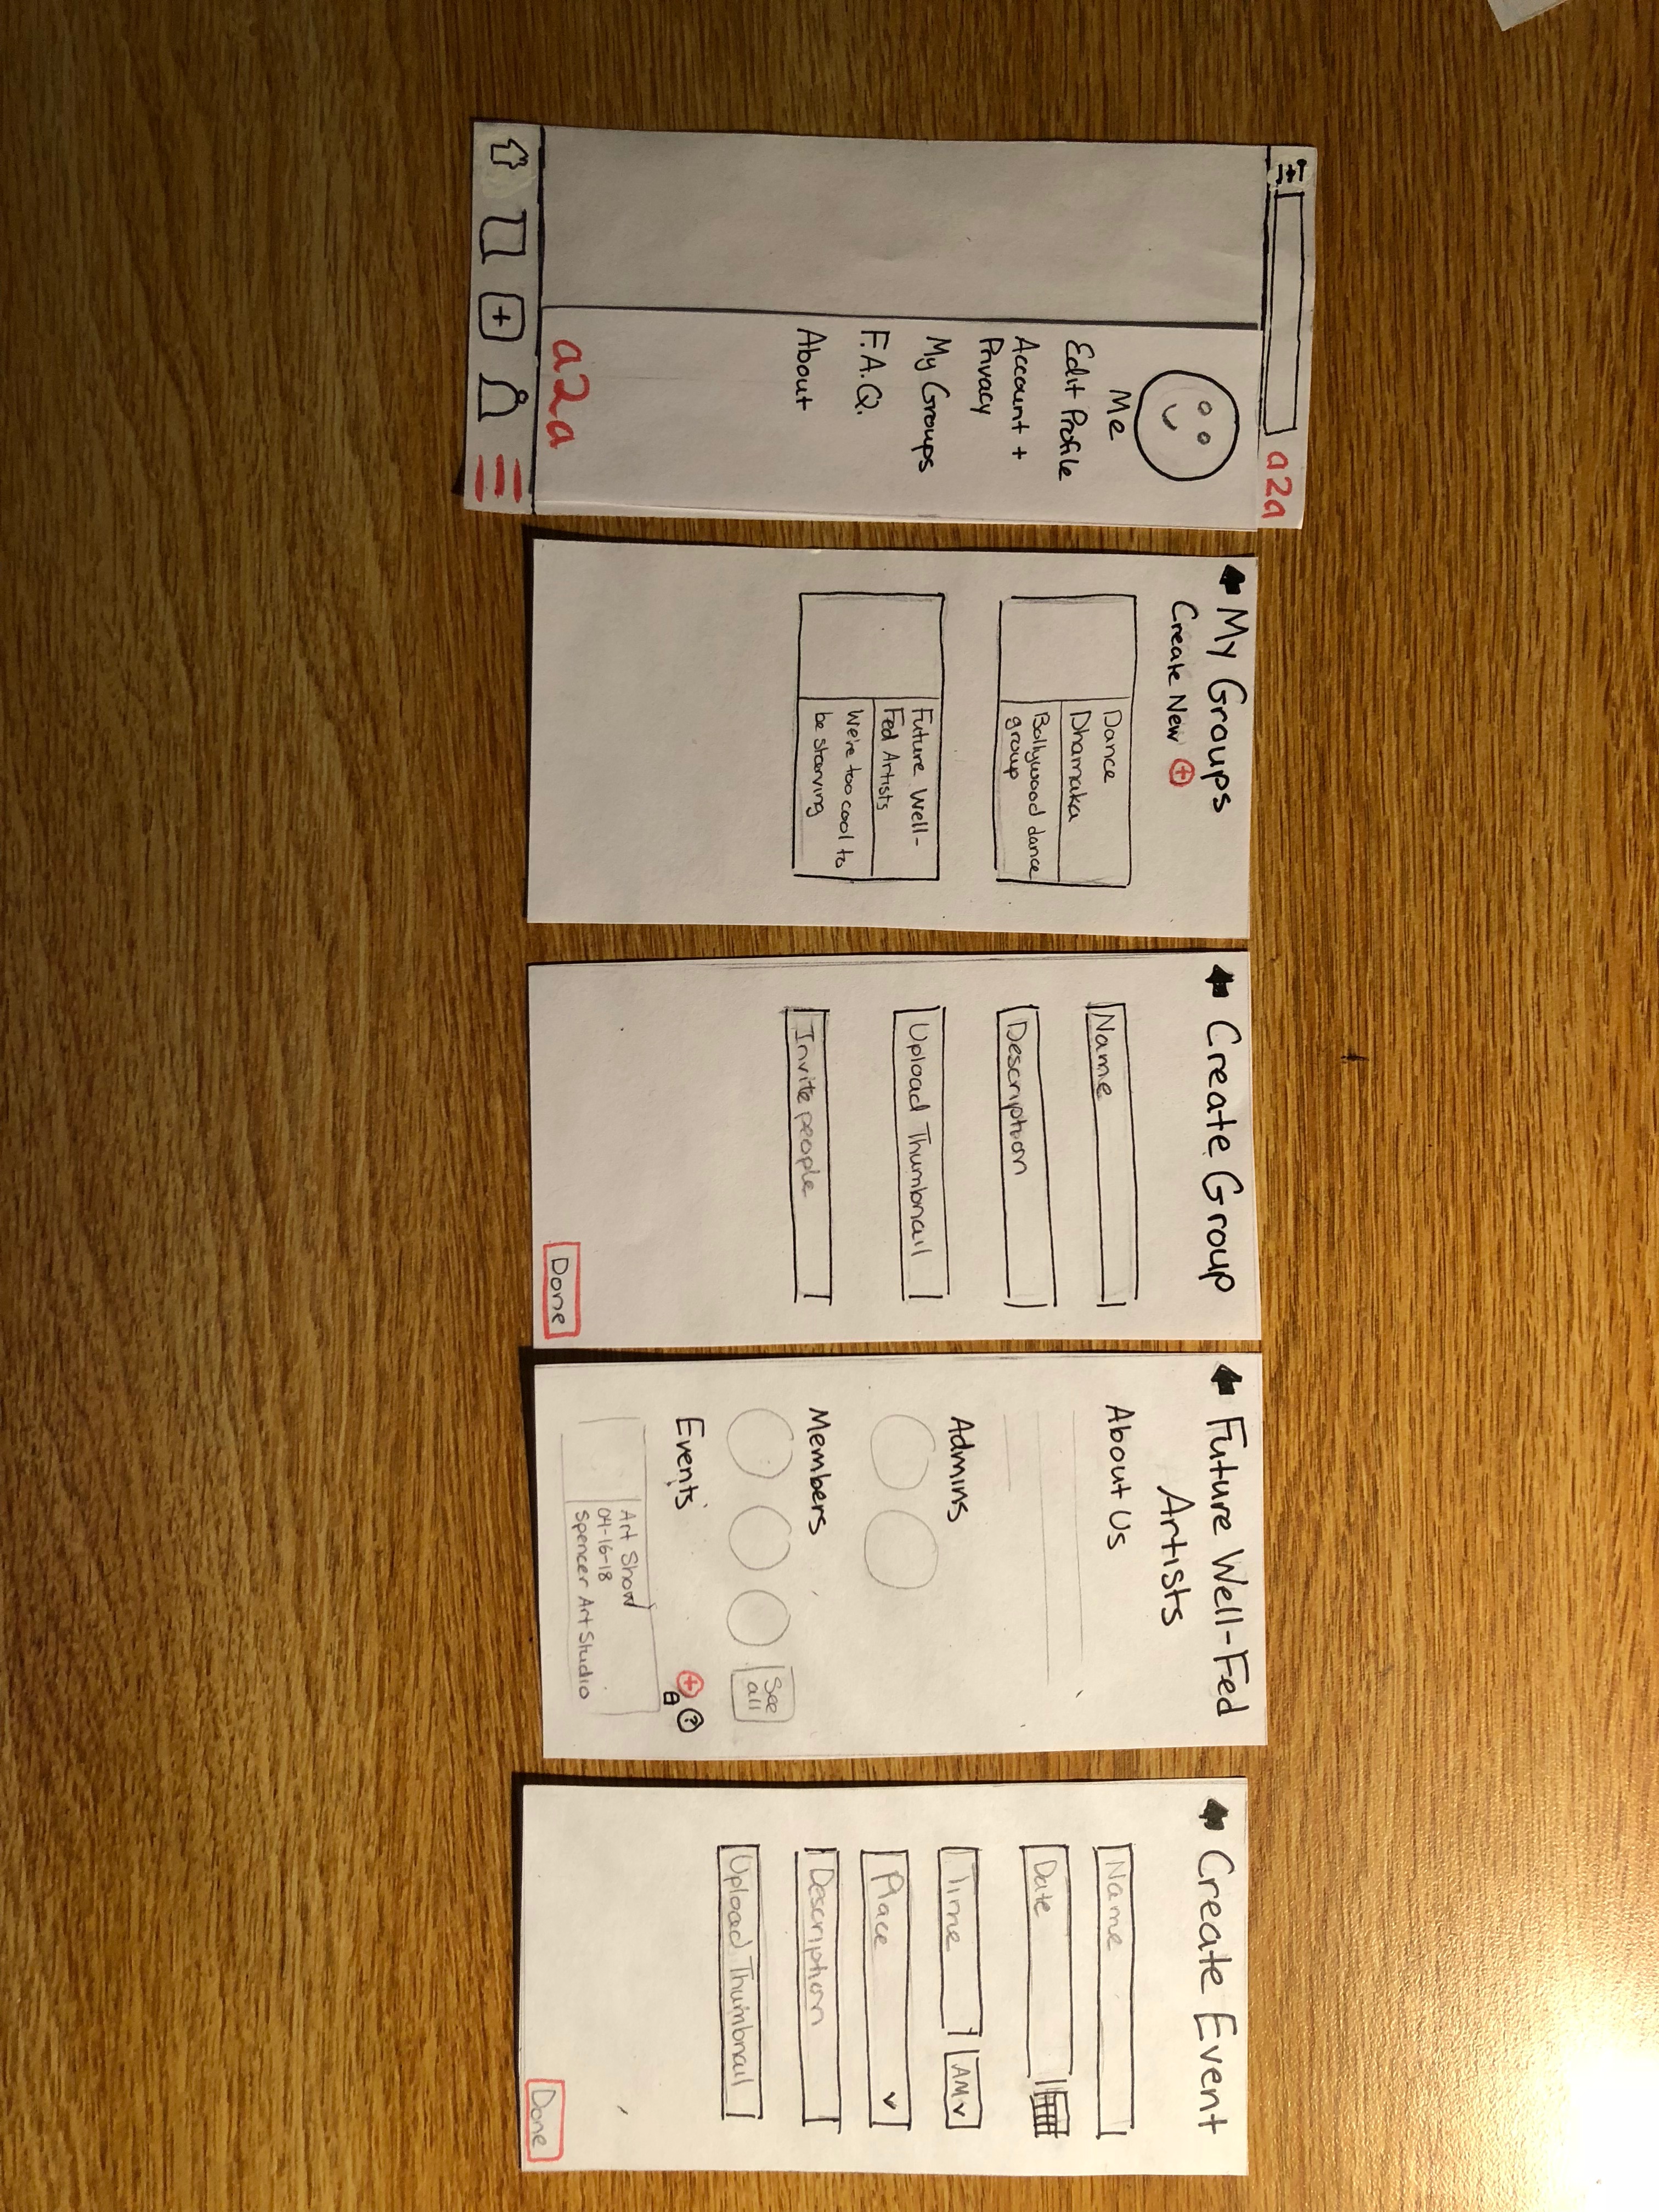 a2a
Me
Edit Profile
Account +
Privacy
My Groups
F.A.Q.
About
a2a
+
My Groups
Create New +
Dance
Dhamaka
Bollywood dance
group
Future Well-
Fed Artists
We're too cool to
be starving
Create Group
Name
Description
Upload Thumbnail
Invite people
Done
Future Well-Fed
Artists
About Us
Admins
Members
See
all
Events + ?
Art Show
04-16-18
Spencer Art Studio
Create Event
Name
Date
Time AM
Place
Description
Upload Thumbnail
Done